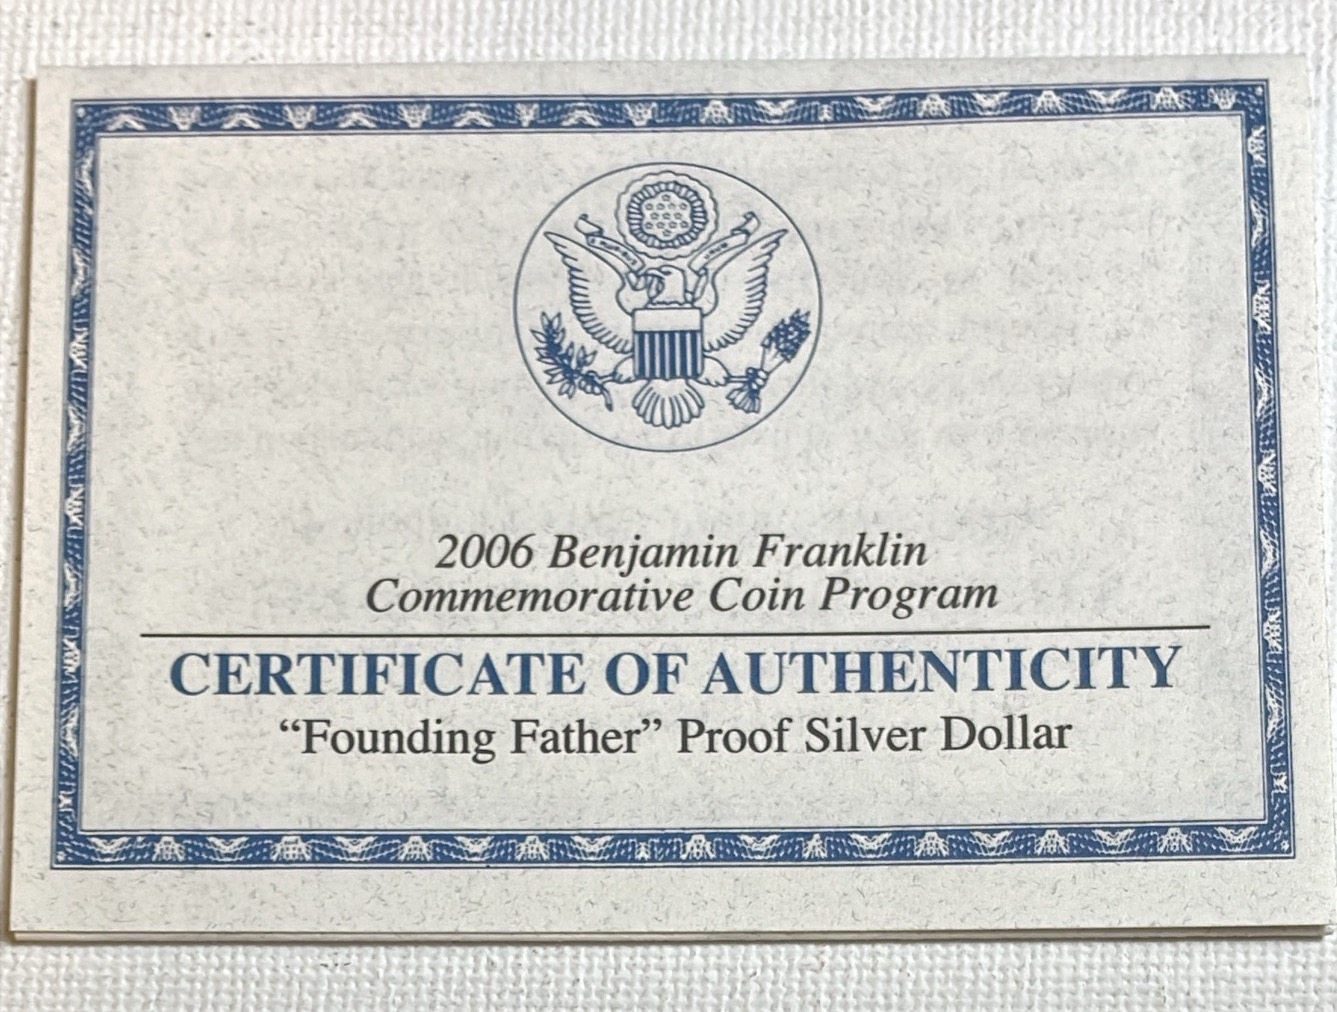 2006 Benjamin Franklin
Commemorative Coin Program
CERTIFICATE OF AUTHENTICITY
“Founding Father” Proof Silver Dollar